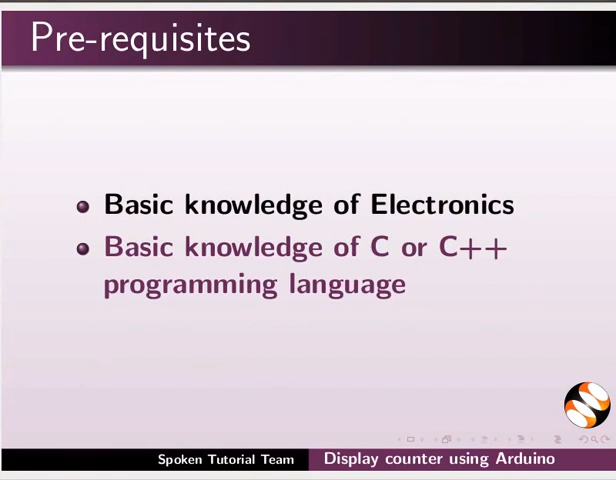 Pre-requisites
Basic knowledge of Electronics
Basic knowledge of C or C++
programming language
Spoken Tutorial Team
Display counter using Arduino